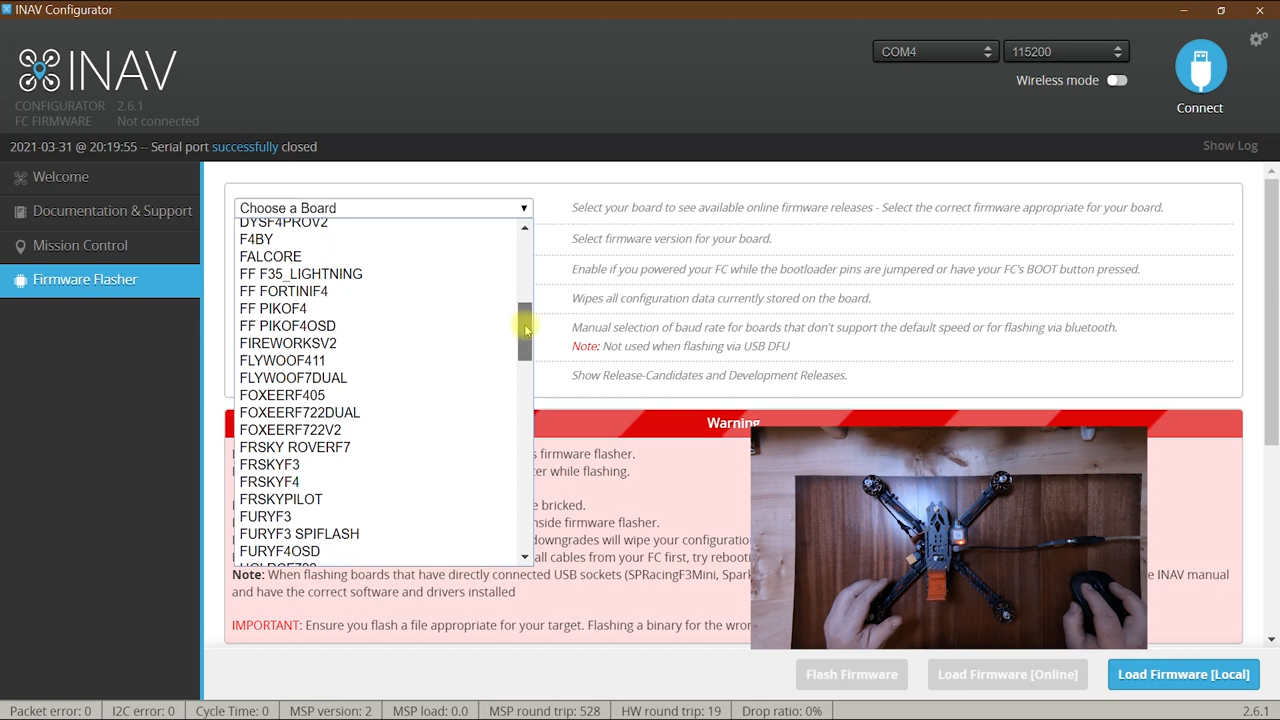 INAV Configurator
INAV
CONFIGURATOR 2.6.1
FC FIRMWARE Not connected
COM4
115200
Wireless mode
Connect
2021-03-31 @ 20:19:55 -- Serial port successfully closed
Show Log
Welcome
Documentation & Support
Mission Control
Firmware Flasher
Choose a Board
Select your board to see available online firmware releases - Select the correct firmware appropriate for your board.
Select firmware version for your board.
Enable if you powered your FC while the bootloader pins are jumpered or have your FC's BOOT button pressed.
Wipes all configuration data currently stored on the board.
Manual selection of baud rate for boards that don't support the default speed or for flashing via bluetooth.
Note: Not used when flashing via USB DFU
Show Release-Candidates and Development Releases.
DYSF4PROV2
F4BY
FALCORE
FF F35_LIGHTNING
FF FORTINIF4
FF PIKOF4
FF PIKOF4OSD
FIREWORKSV2
FLYWOOF411
FLYWOOF7DUAL
FOXEERF405
FOXEERF722DUAL
FOXEERF722V2
FRSKY ROVERF7
FRSKYF3
FRSKYF4
FRSKYPILOT
FURYF3
FURYF3 SPIFLASH
FURYF4OSD
Warning
s firmware flasher.
ter while flashing.
e bricked.
nside firmware flasher.
downgrades will wipe your configuration
all cables from your FC first, try rebooti
Note: When flashing boards that have directly connected USB sockets (SPRacingF3Mini, Spar
e INAV manual
and have the correct software and drivers installed
IMPORTANT: Ensure you flash a file appropriate for your target. Flashing a binary for the wro
Flash Firmware
Load Firmware [Online]
Load Firmware [Local]
Packet error: 0
I2C error: 0
Cycle Time: 0
MSP version: 2
MSP load: 0.0
MSP round trip: 528
HW round trip: 19
Drop ratio: 0%
2.6.1